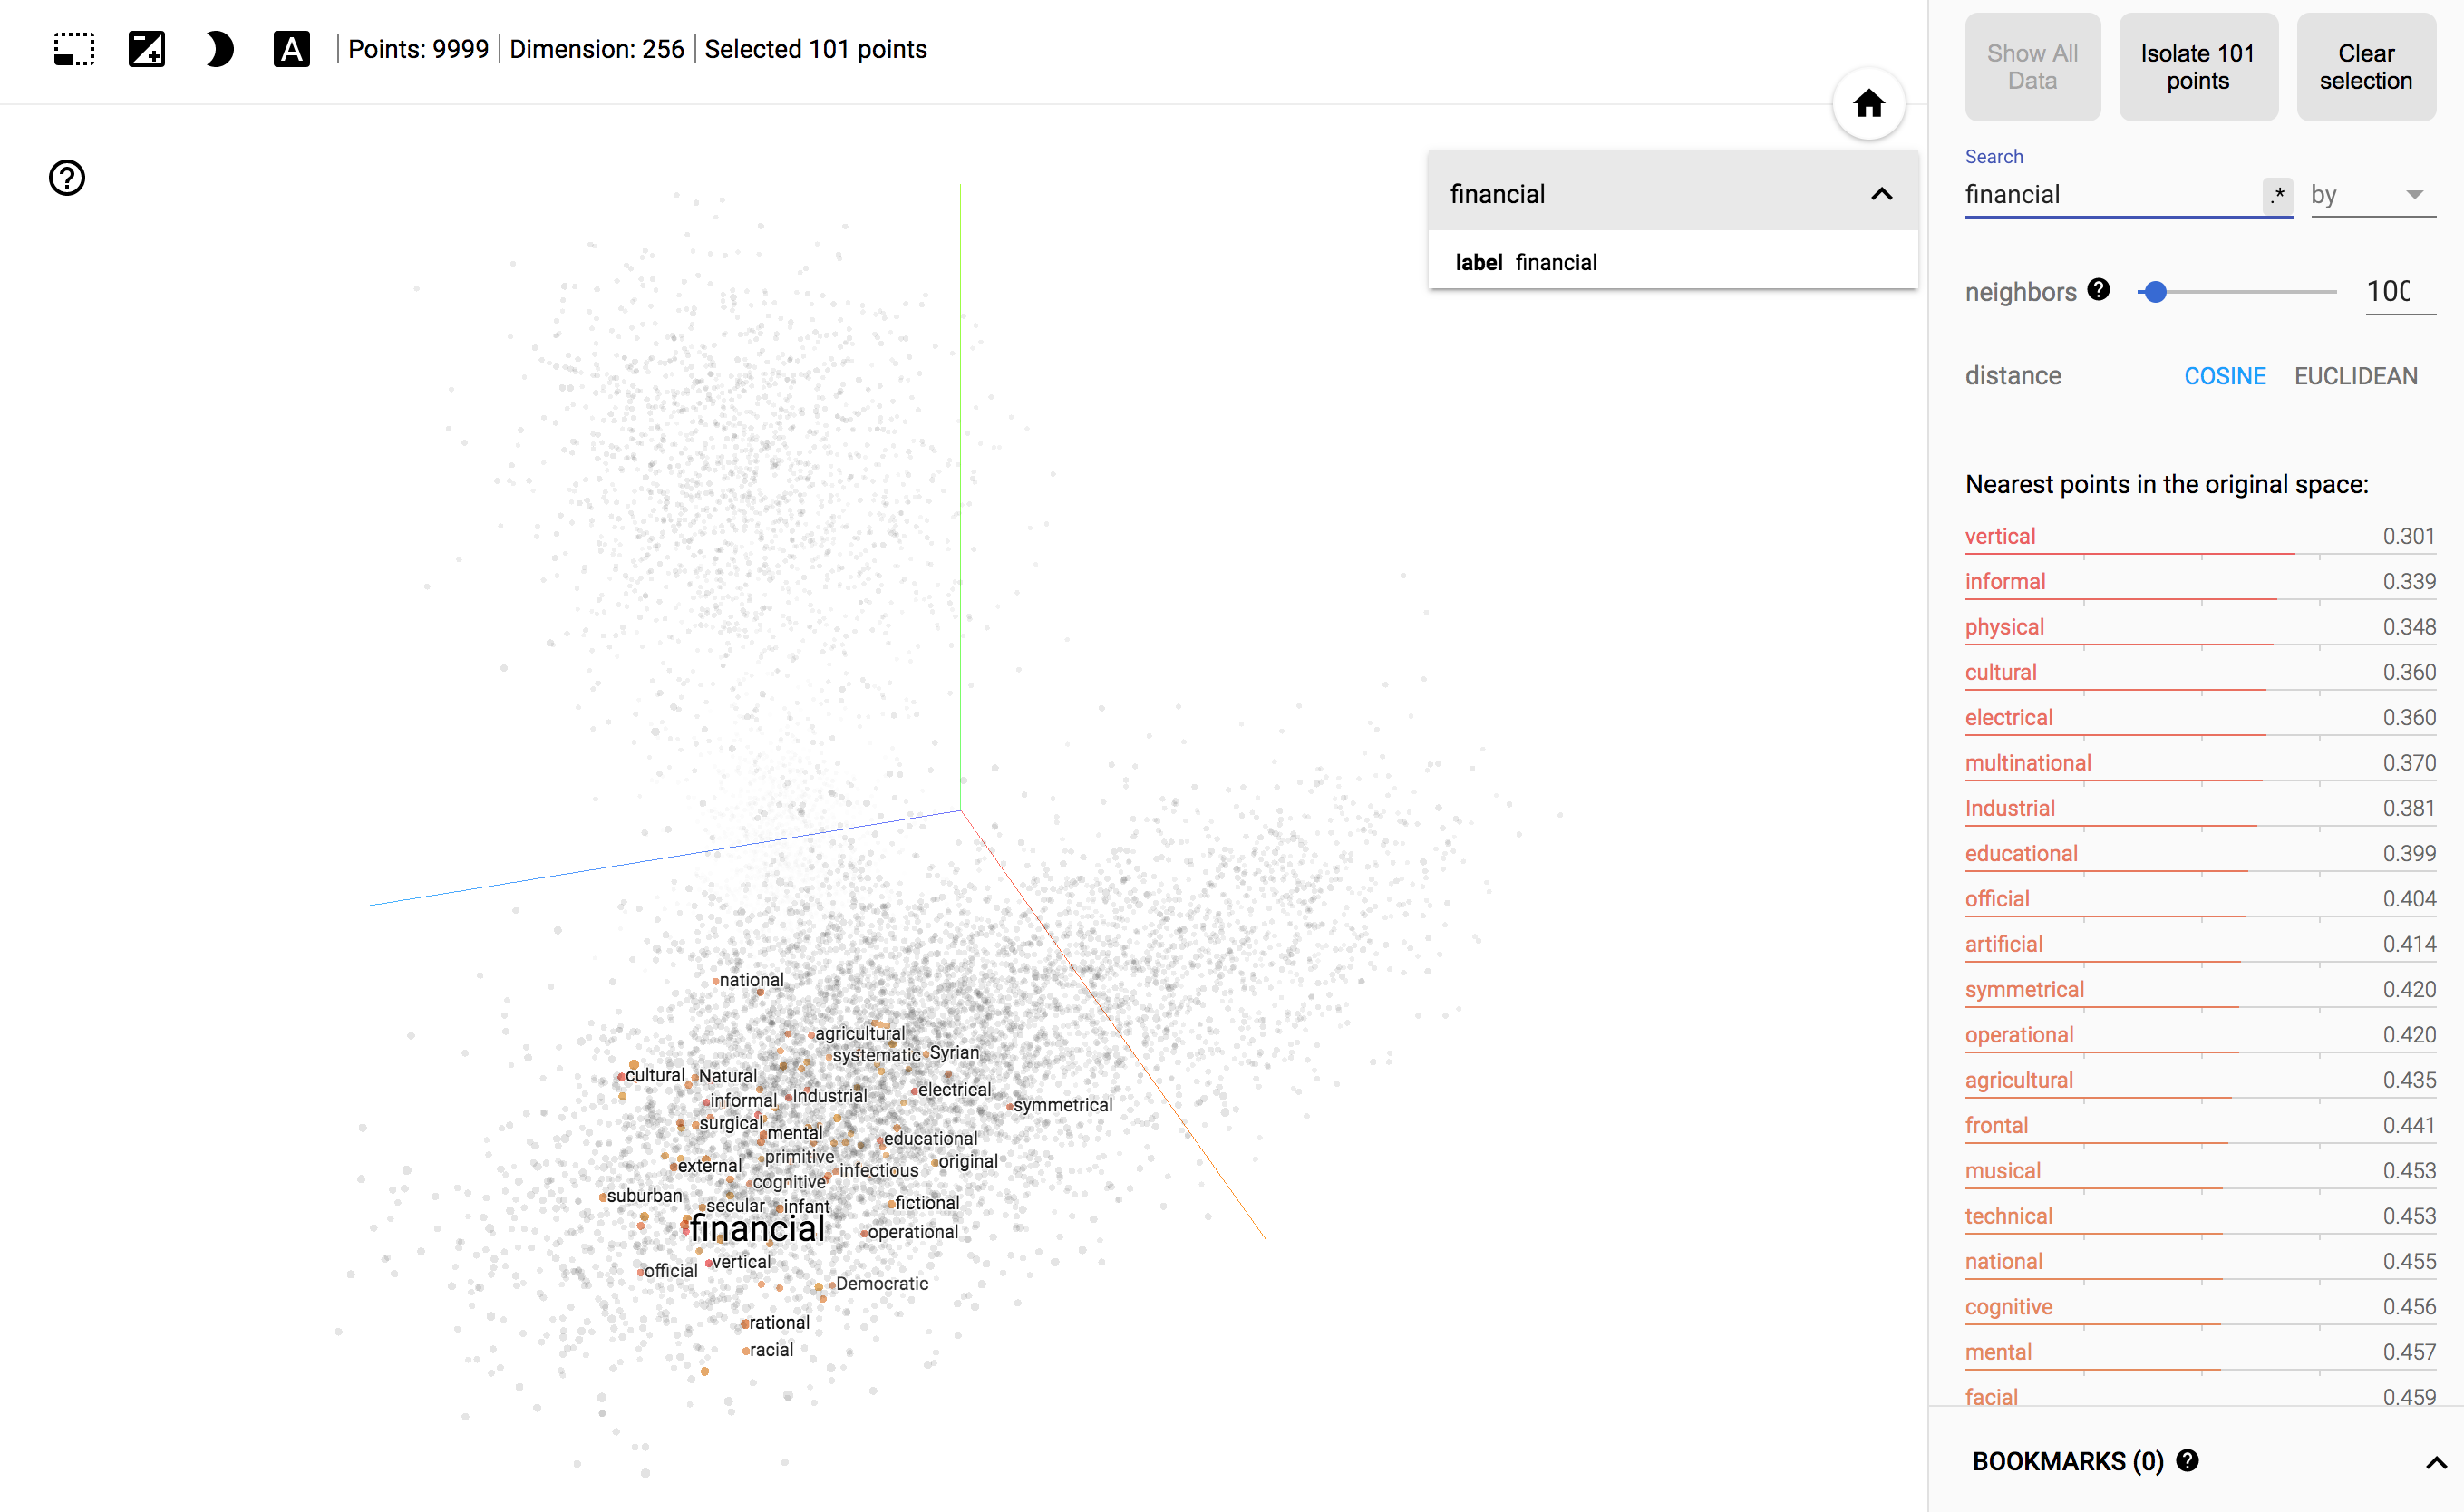 A
Points: 9999 | Dimension: 256 | Selected 101 points
Show All Data
Isolate 101 points
Clear selection
financial
label financial
Search
financial .* by
neighbors ? 100
distance COSINE EUCLIDEAN
Nearest points in the original space:
vertical 0.301
informal 0.339
physical 0.348
cultural 0.360
electrical 0.360
multinational 0.370
Industrial 0.381
educational 0.399
official 0.404
artificial 0.414
symmetrical 0.420
operational 0.420
agricultural 0.435
frontal 0.441
musical 0.453
technical 0.453
national 0.455
cognitive 0.456
mental 0.457
facial 0.459
BOOKMARKS (0) ?
?
national
agricultural
systematic Syrian
cultural Natural
informal Industrial electrical
symmetrical
surgical mental
educational
primitive
external infectious original
cognitive
suburban secular infant fictional
financial
operational
official vertical
Democratic
rational
racial